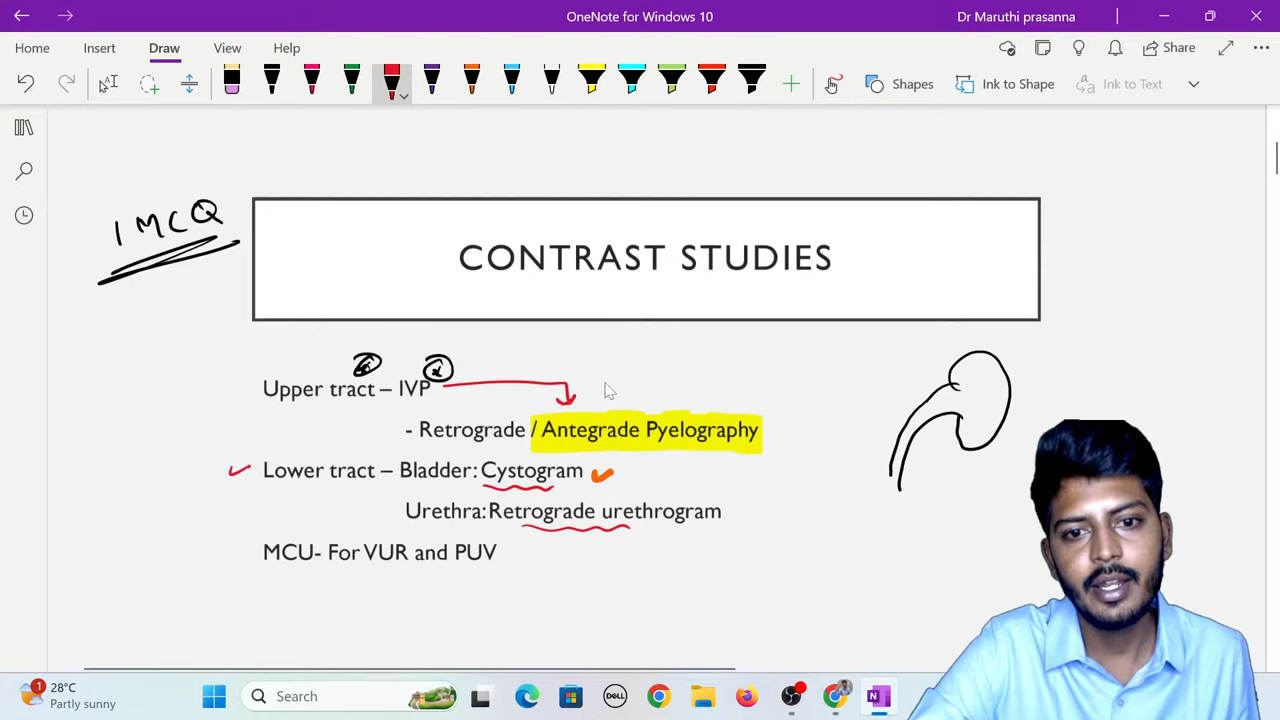 OneNote for Windows 10
Dr Maruthi prasanna
Home Insert Draw View Help
Share
Shapes
Ink to Shape
Ink to Text
1 MCQ
CONTRAST STUDIES
Upper tract – IVP
- Retrograde / Antegrade Pyelography
Lower tract – Bladder: Cystogram
Urethra: Retrograde urethrogram
MCU- For VUR and PUV
1
28°C
Partly sunny
Search
DELL